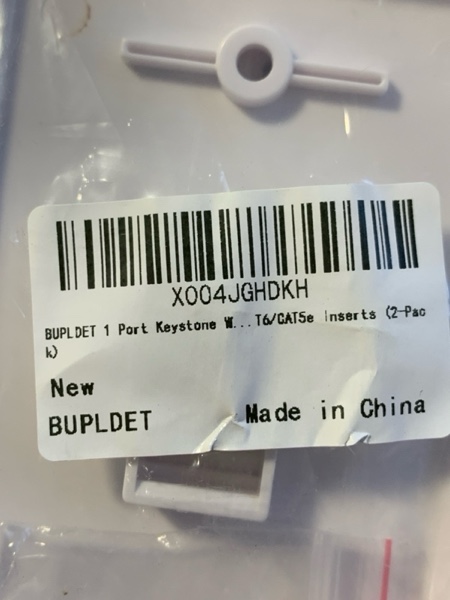 X004JGHDKH
BUPLDET 1 Port Keystone W...T6/CAT5e Inserts (2-Pac
k)
New
BUPLDET Made in China